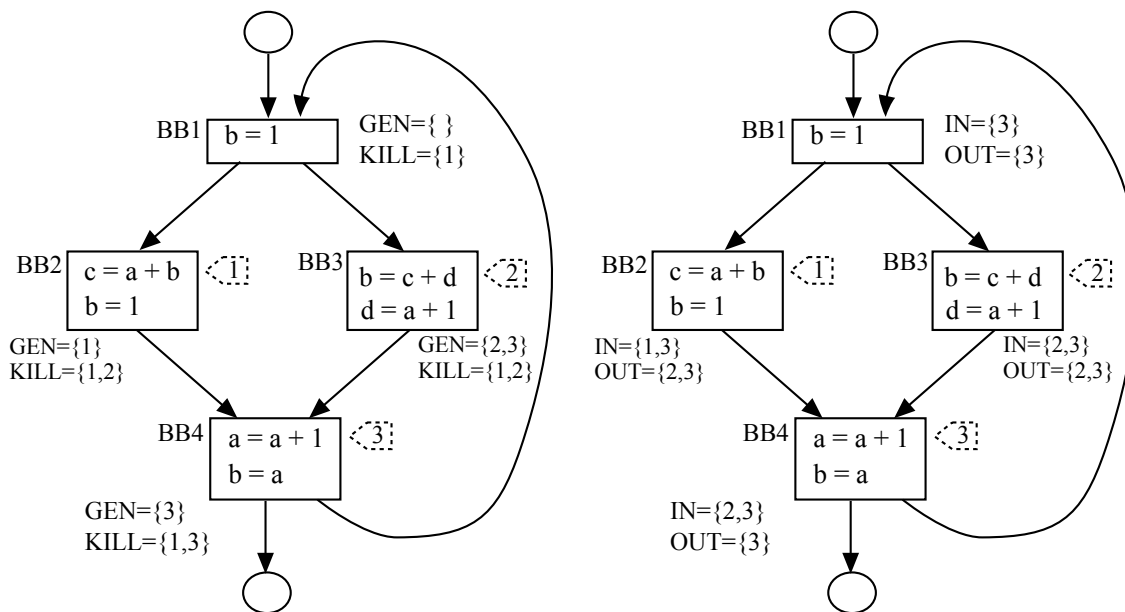 BB1
b = 1
GEN={ }
KILL={1}
BB2
c = a + b
b = 1
1
GEN={1}
KILL={1,2}
BB3
b = c + d
d = a + 1
2
GEN={2,3}
KILL={1,2}
BB4
a = a + 1
b = a
3
GEN={3}
KILL={1,3}
BB1
b = 1
IN={3}
OUT={3}
BB2
c = a + b
b = 1
1
IN={1,3}
OUT={2,3}
BB3
b = c + d
d = a + 1
2
IN={2,3}
OUT={2,3}
BB4
a = a + 1
b = a
3
IN={2,3}
OUT={3}